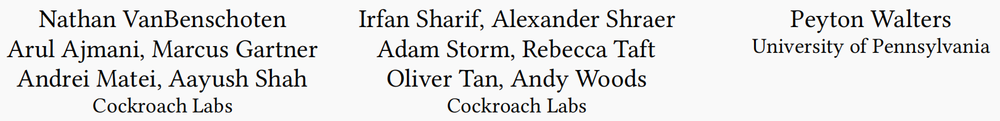 Nathan VanBenschoten
Arul Ajmani, Marcus Gartner
Andrei Matei, Aayush Shah
Cockroach Labs
Irfan Sharif, Alexander Shraer
Adam Storm, Rebecca Taft
Oliver Tan, Andy Woods
Cockroach Labs
Peyton Walters
University of Pennsylvania